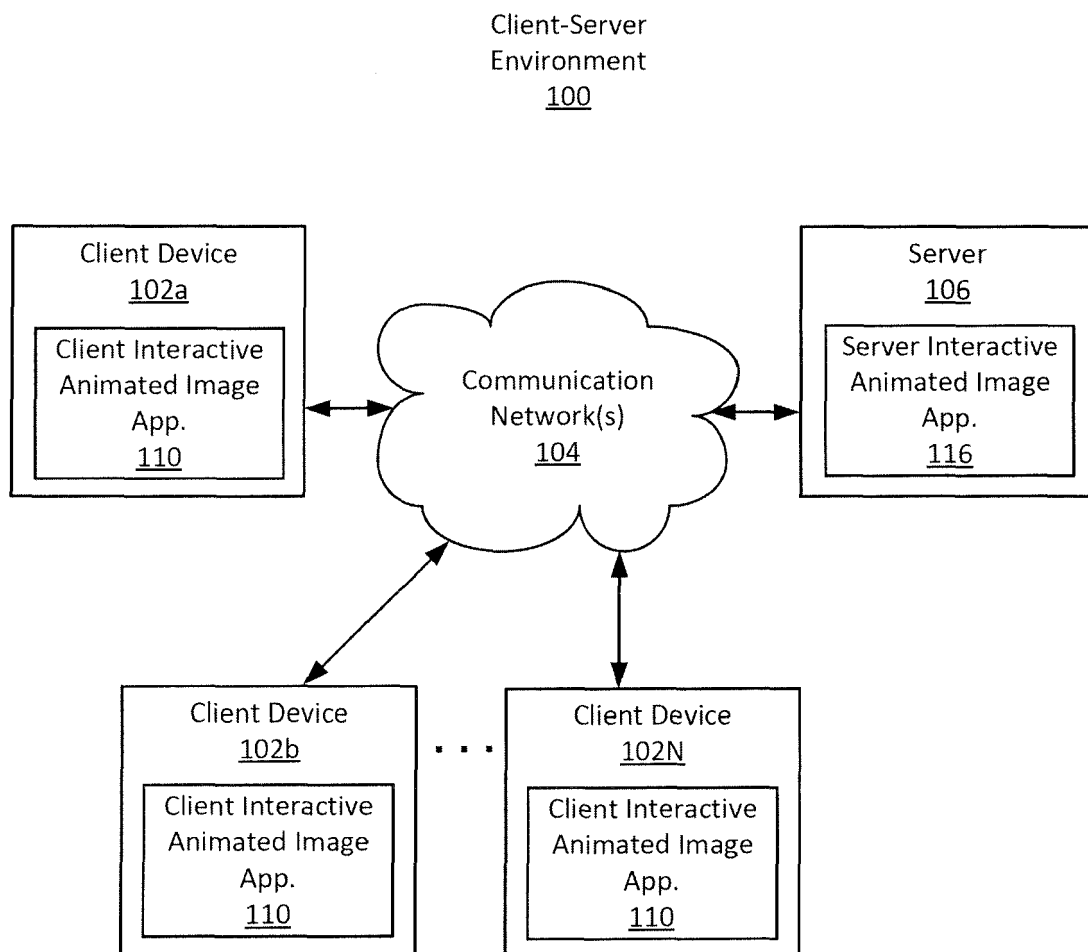 Client-Server
Environment
100
Client Device
102a
Client Interactive
Animated Image
App.
110
Communication
Network(s)
104
Server
106
Server Interactive
Animated Image
App.
116
Client Device
102b
Client Interactive
Animated Image
App.
110
. . .
Client Device
102N
Client Interactive
Animated Image
App.
110